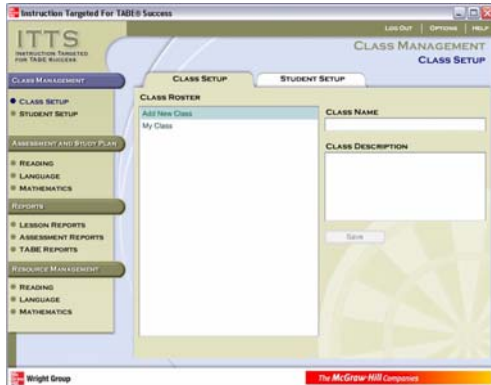 Instruction Targeted For TABE® Success
LOG OUT | OPTIONS | HELP
ITTS
INSTRUCTION TARGETED
FOR TABE SUCCESS
CLASS MANAGEMENT
CLASS SETUP
CLASS MANAGEMENT
CLASS SETUP
STUDENT SETUP
ASSESSMENT AND STUDY PLAN
READING
LANGUAGE
MATHEMATICS
REPORTS
LESSON REPORTS
ASSESSMENT REPORTS
TABE REPORTS
RESOURCE MANAGEMENT
READING
LANGUAGE
MATHEMATICS
CLASS SETUP
STUDENT SETUP
CLASS ROSTER
Add New Class
My Class
CLASS NAME
CLASS DESCRIPTION
Save
Wright Group
The McGraw-Hill Companies